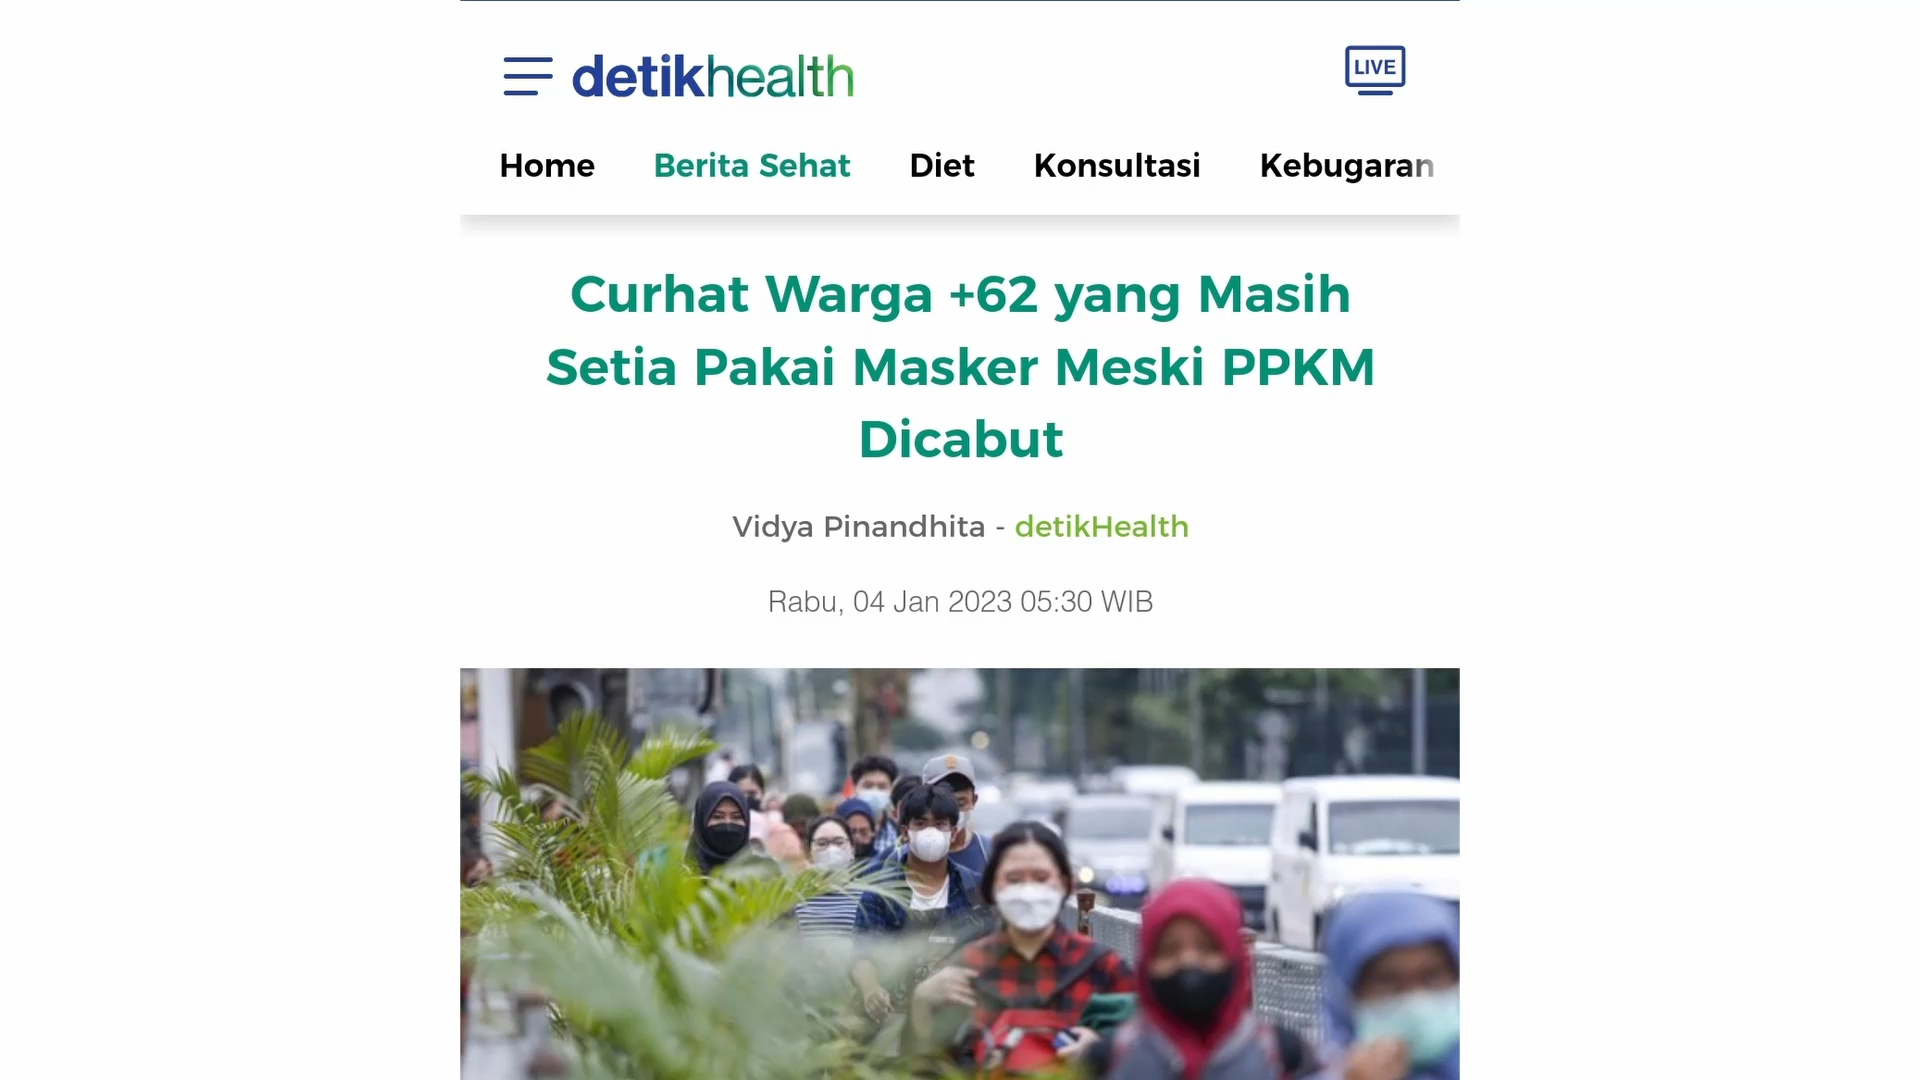 detikhealth
LIVE
Home Berita Sehat Diet Konsultasi Kebugaran
Curhat Warga +62 yang Masih
Setia Pakai Masker Meski PPKM
Dicabut
Vidya Pinandhita - detikHealth
Rabu, 04 Jan 2023 05:30 WIB